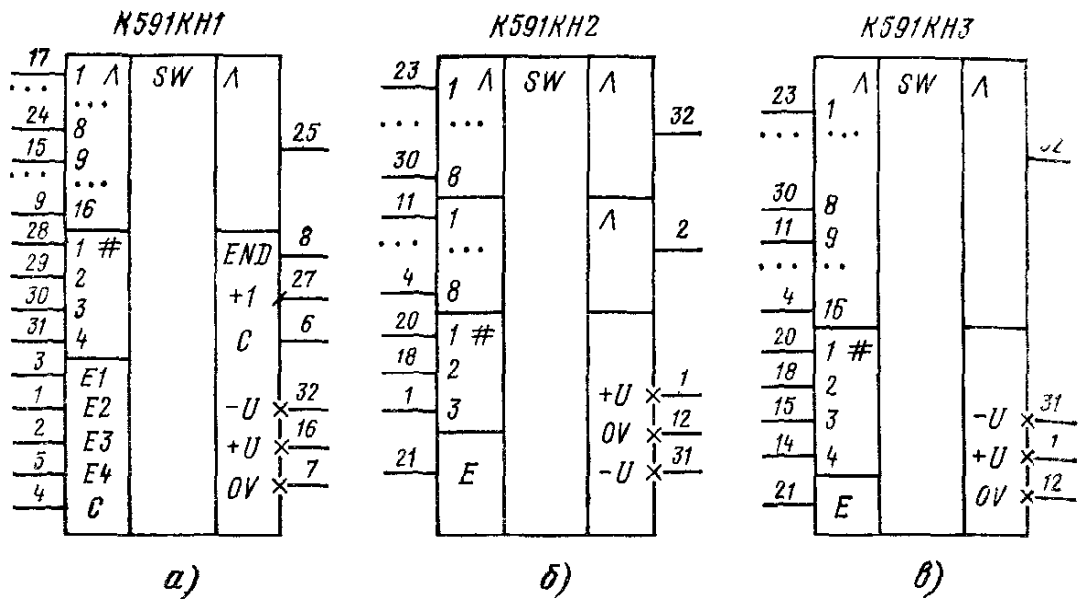 К591КН1
17 1 Λ SW Λ
... ...
24 8
25
15 9
... ...
9 16
28 1 # END 8
29 2 +1 27
30 3 C 6
31 4
3 E1
1 E2 -U 32
2 E3 +U 16
5 E4 0V 7
4 C
а)
К591КН2
23 1 Λ SW Λ
... ...
32
30 8
11 1 Λ
... ... 2
4 8
20 1 #
18 2
1 3 +U 1
0V 12
21 E -U 31
б)
К591КН3
Λ SW Λ
23 1
... ...
30 8
11 9
... ..
4 16
20 1 #
18 2
15 3 -U 31
14 4 +U 1
21 E 0V 12
в)